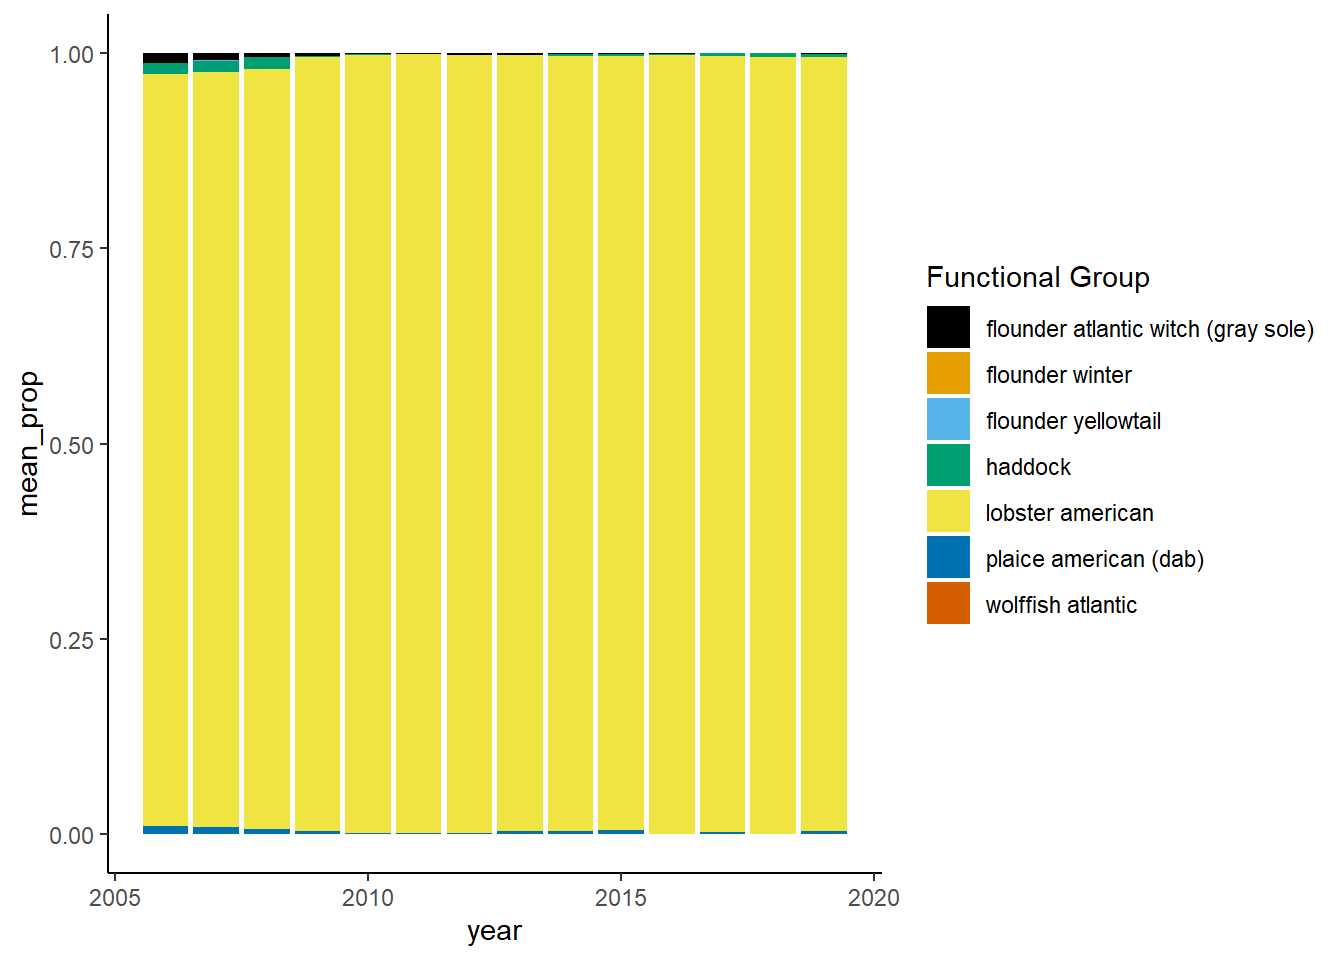 1.00
0.75
0.50
0.25
0.00
mean_prop
2005
2010
2015
2020
year
Functional Group
flounder atlantic witch (gray sole)
flounder winter
flounder yellowtail
haddock
lobster american
plaice american (dab)
wolffish atlantic